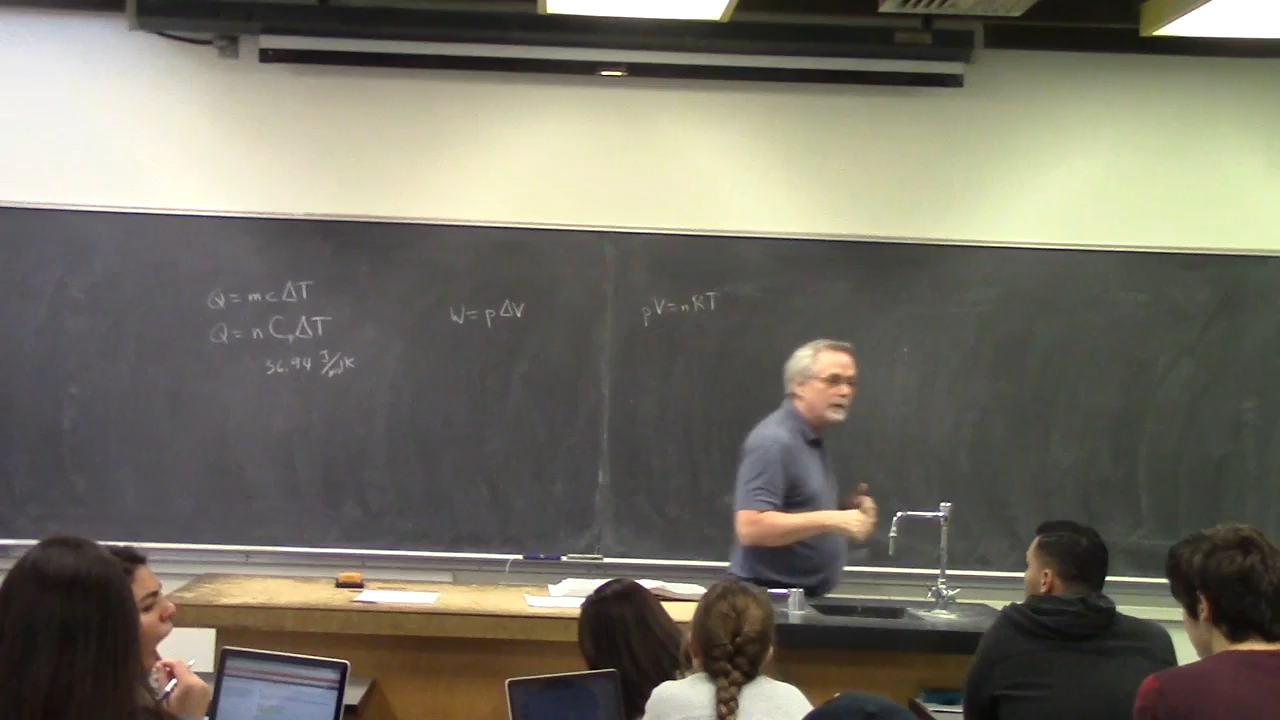 Q = mcΔT
Q = nCₚΔT
36.94 J/molK
W = pΔV
pV = nRT